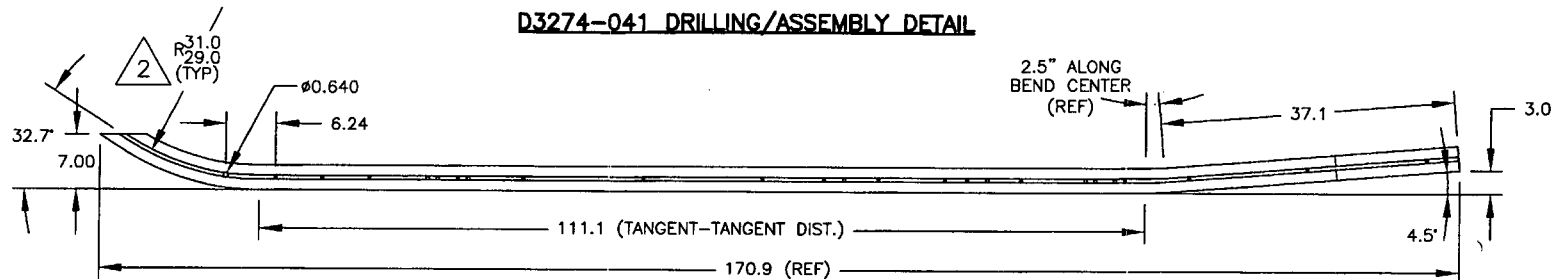 D3274-041 DRILLING/ASSEMBLY DETAIL
2
R31.0
29.0
(TYP)
ø0.640
6.24
2.5" ALONG
BEND CENTER
(REF)
37.1
3.0
32.7°
7.00
111.1 (TANGENT-TANGENT DIST.)
4.5°
170.9 (REF)